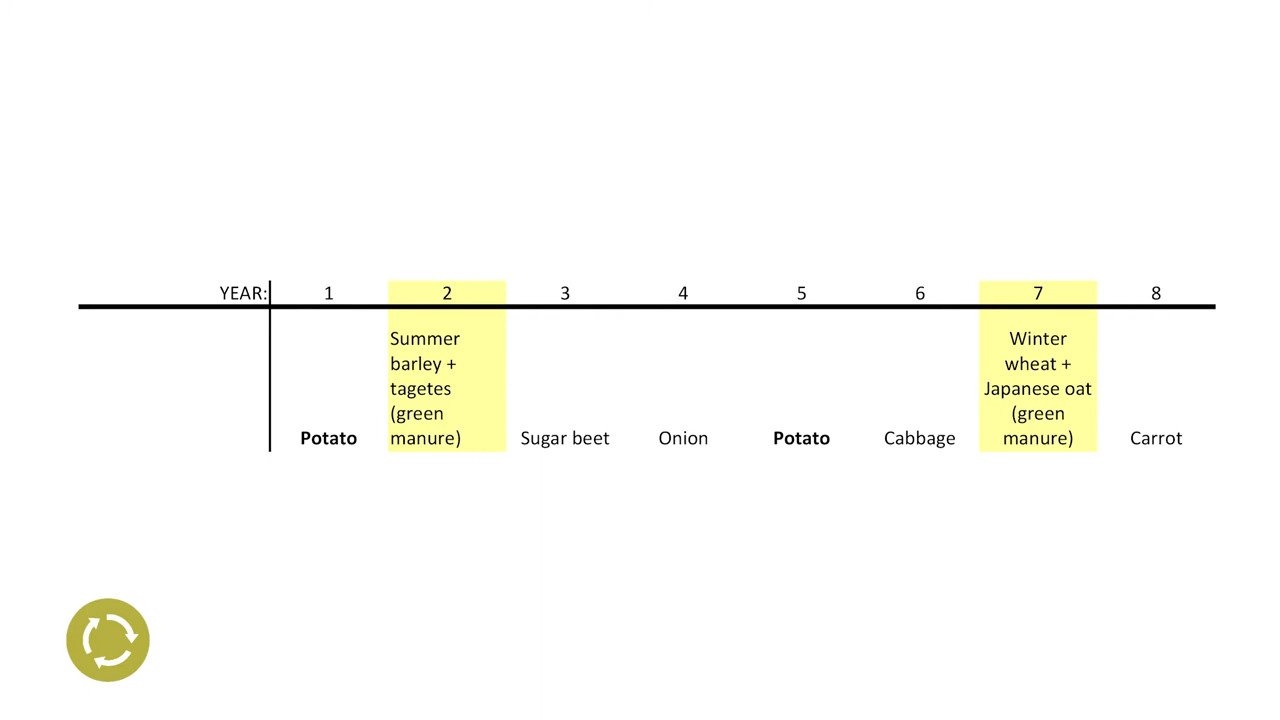 YEAR: 1 2 3 4 5 6 7 8
Summer
barley +
tagetes
(green
manure)
Winter
wheat +
Japanese oat
(green
manure)
Potato
Sugar beet
Onion
Potato
Cabbage
Carrot